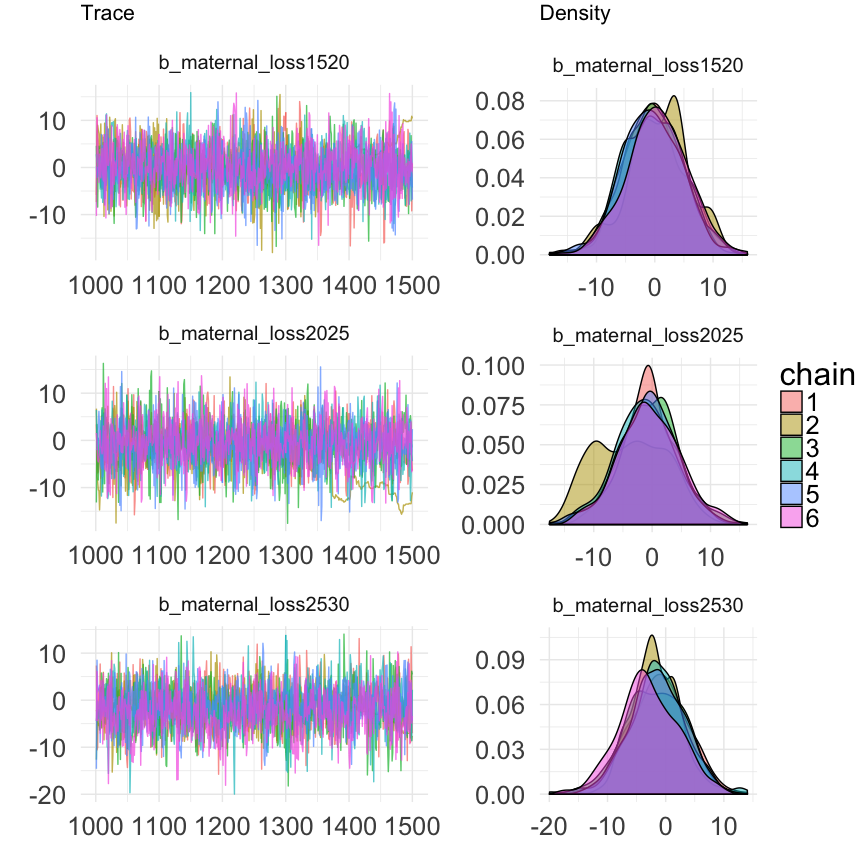 Trace
Density
b_maternal_loss1520
10
0
-10
1000 1100 1200 1300 1400 1500
b_maternal_loss1520
0.08
0.06
0.04
0.02
0.00
-10 0 10
b_maternal_loss2025
10
0
-10
1000 1100 1200 1300 1400 1500
b_maternal_loss2025
0.100
0.075
0.050
0.025
0.000
-10 0 10
b_maternal_loss2530
10
0
-10
-20
1000 1100 1200 1300 1400 1500
b_maternal_loss2530
0.09
0.06
0.03
0.00
-20 -10 0 10
chain
1
2
3
4
5
6